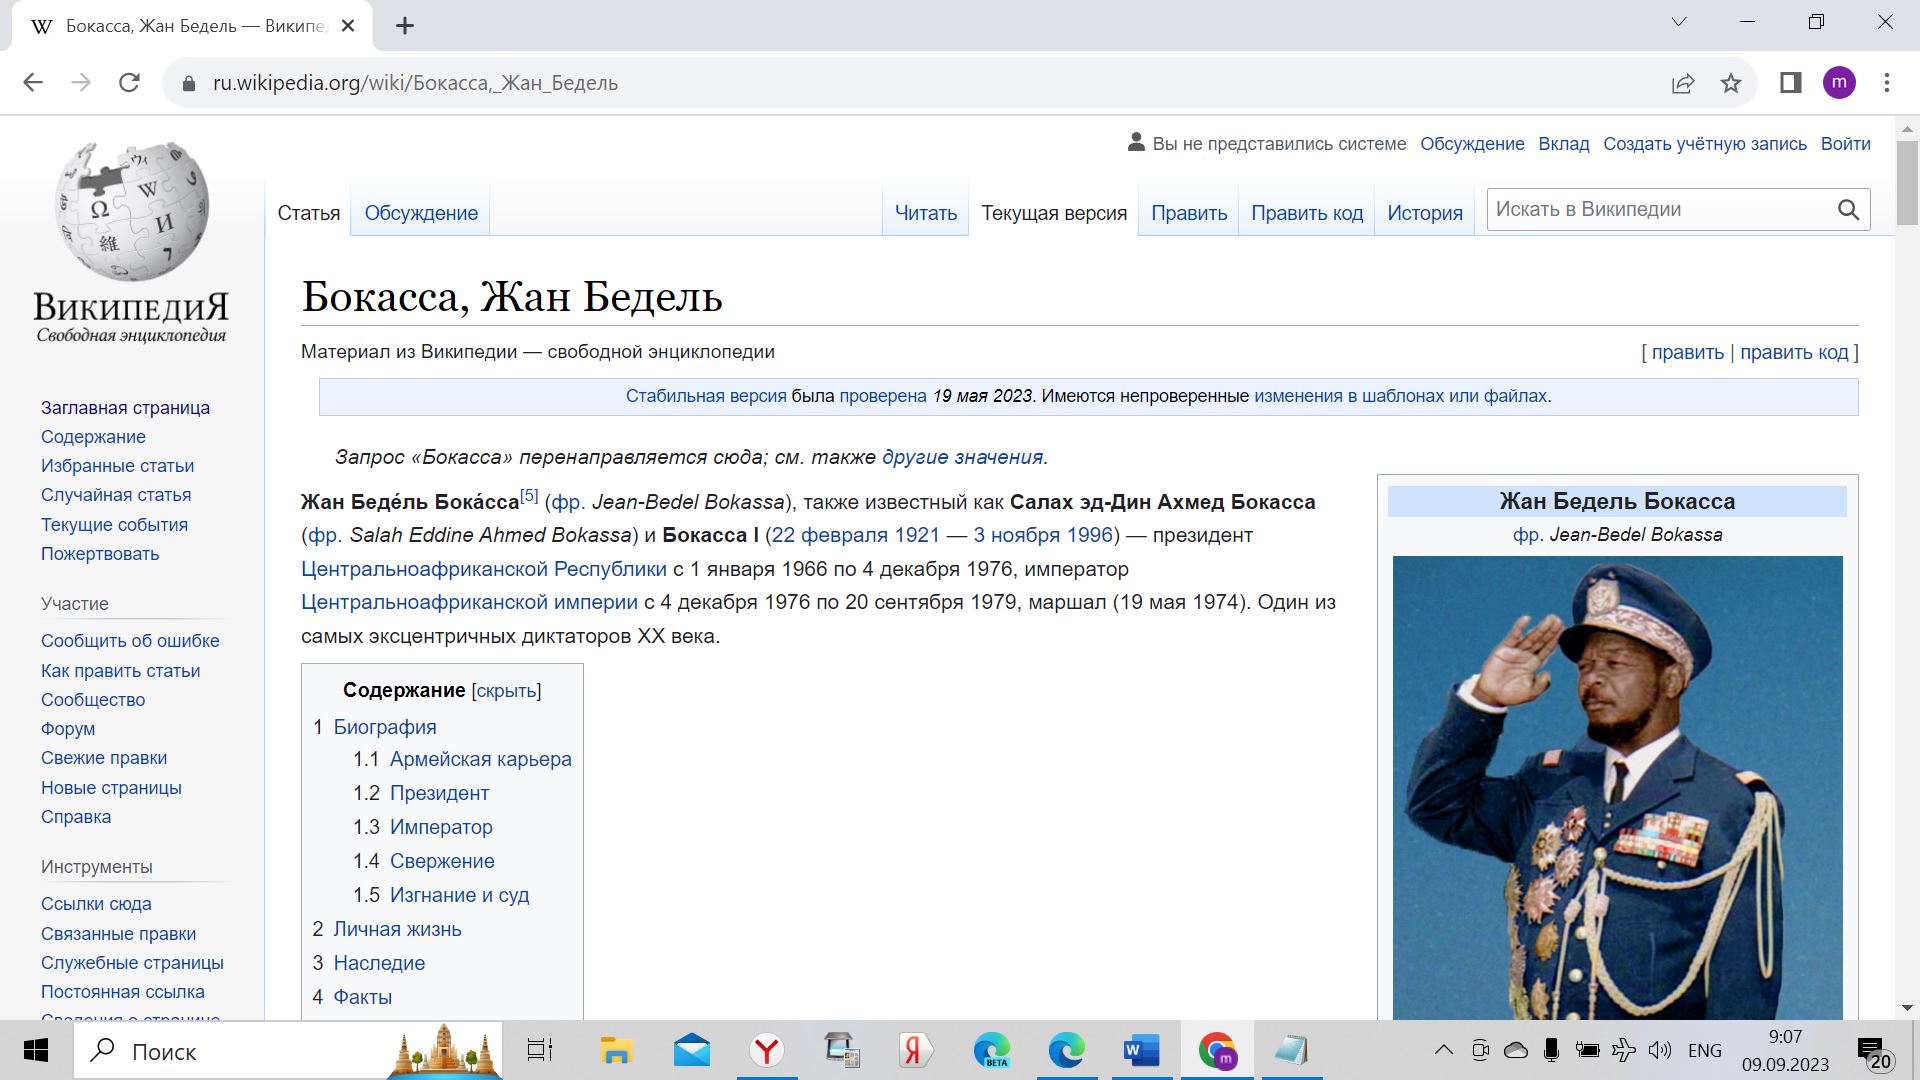 Бокасса, Жан Бедель — Википе
ru.wikipedia.org/wiki/Бокасса,_Жан_Бедель
m
Вы не представились системе Обсуждение Вклад Создать учётную запись Войти
Статья Обсуждение Читать Текущая версия Править Править код История Искать в Википедии
ВикипедиЯ
Свободная энциклопедия
Заглавная страница
Содержание
Избранные статьи
Случайная статья
Текущие события
Пожертвовать
Участие
Сообщить об ошибке
Как править статьи
Сообщество
Форум
Свежие правки
Новые страницы
Справка
Инструменты
Ссылки сюда
Связанные правки
Служебные страницы
Постоянная ссылка
Бокасса, Жан Бедель
Материал из Википедии — свободной энциклопедии [ править | править код ]
Стабильная версия была проверена 19 мая 2023. Имеются непроверенные изменения в шаблонах или файлах.
Запрос «Бокасса» перенаправляется сюда; см. также другие значения.
Жан Беде́ль Бока́сса[5] (фр. Jean-Bedel Bokassa), также известный как Салах эд-Дин Ахмед Бокасса
(фр. Salah Eddine Ahmed Bokassa) и Бокасса I (22 февраля 1921 — 3 ноября 1996) — президент
Центральноафриканской Республики с 1 января 1966 по 4 декабря 1976, император
Центральноафриканской империи с 4 декабря 1976 по 20 сентября 1979, маршал (19 мая 1974). Один из
самых эксцентричных диктаторов XX века.
Содержание [скрыть]
1 Биография
1.1 Армейская карьера
1.2 Президент
1.3 Император
1.4 Свержение
1.5 Изгнание и суд
2 Личная жизнь
3 Наследие
4 Факты
Жан Бедель Бокасса
фр. Jean-Bedel Bokassa
Поиск
BETA
ENG
9:07
09.09.2023
20